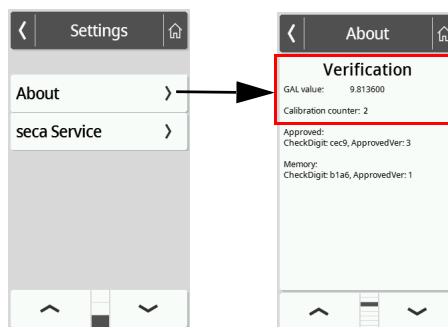 Settings
About
seca Service
About
Verification
GAL value: 9.813600
Calibration counter: 2
Approved:
CheckDigit: cec9, ApprovedVer: 3
Memory:
CheckDigit: b1a6, ApprovedVer: 1